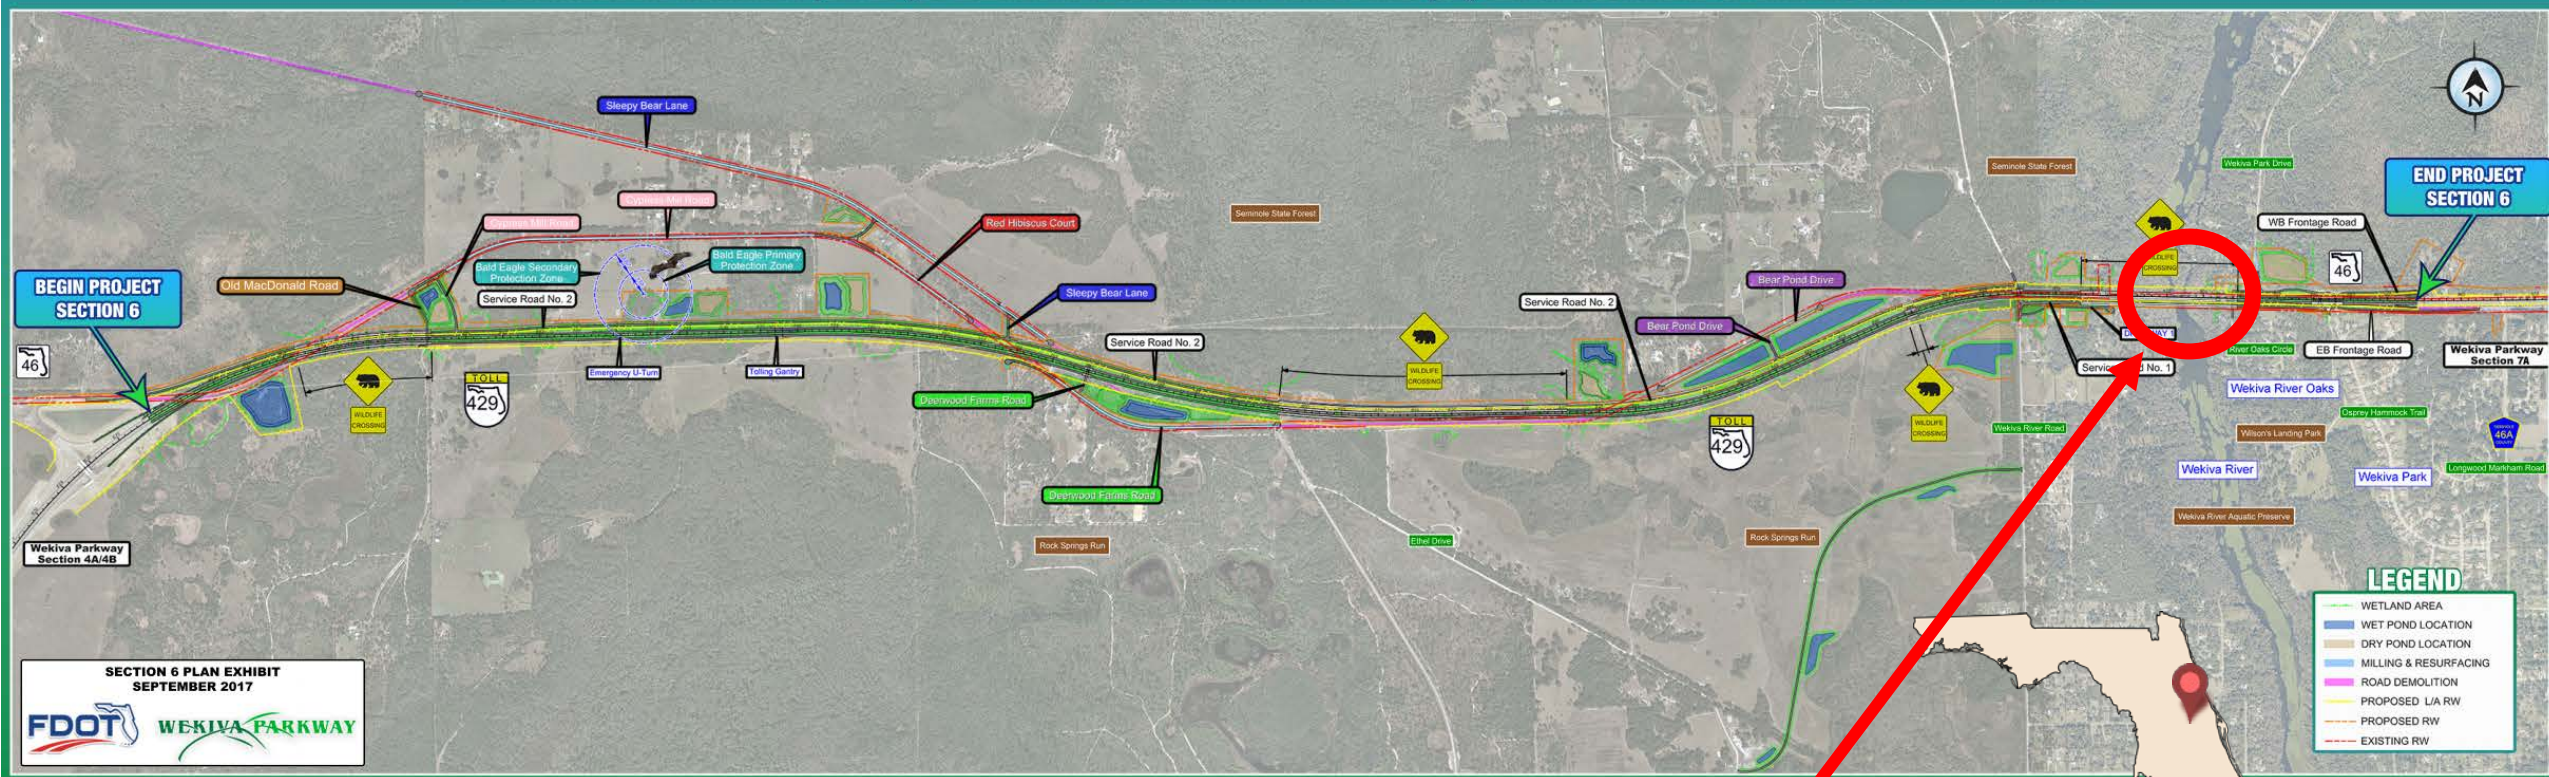 Sleepy Bear Lane
Cypress Mill Road
Cypress Mill Road
Red Hibiscus Court
Seminole State Forest
Seminole State Forest
Wekiva Park Drive
N
END PROJECT
SECTION 6
WB Frontage Road
46
BEGIN PROJECT
SECTION 6
Old MacDonald Road
Bald Eagle Secondary
Protection Zone
Bald Eagle Primary
Protection Zone
Service Road No. 2
Sleepy Bear Lane
Service Road No. 2
Bear Pond Drive
Bear Pond Drive
Service Road No. 2
CROSSING
46
Emergency U-Turn
Tolling Gantry
WILDLIFE
CROSSING
TOLL
429
Deerwood Farms Road
Deerwood Farms Road
WILDLIFE
CROSSING
WILDLIFE
CROSSING
TOLL
429
River Oaks Circle
EB Frontage Road
Wekiva Parkway
Section 7A
No. 1
Wekiva River Oaks
Osprey Hammock Trail
Wilson's Landing Park
46A
COUNTY
Wekiva River Road
Wekiva River
Wekiva Park
Longwood Markham Road
Wekiva River Aquatic Preserve
Rock Springs Run
Ethel Drive
Rock Springs Run
Wekiva Parkway
Section 4A/4B
SECTION 6 PLAN EXHIBIT
SEPTEMBER 2017
FDOT
WEKIVA PARKWAY
LEGEND
WETLAND AREA
WET POND LOCATION
DRY POND LOCATION
MILLING & RESURFACING
ROAD DEMOLITION
PROPOSED L/A RW
PROPOSED RW
EXISTING RW